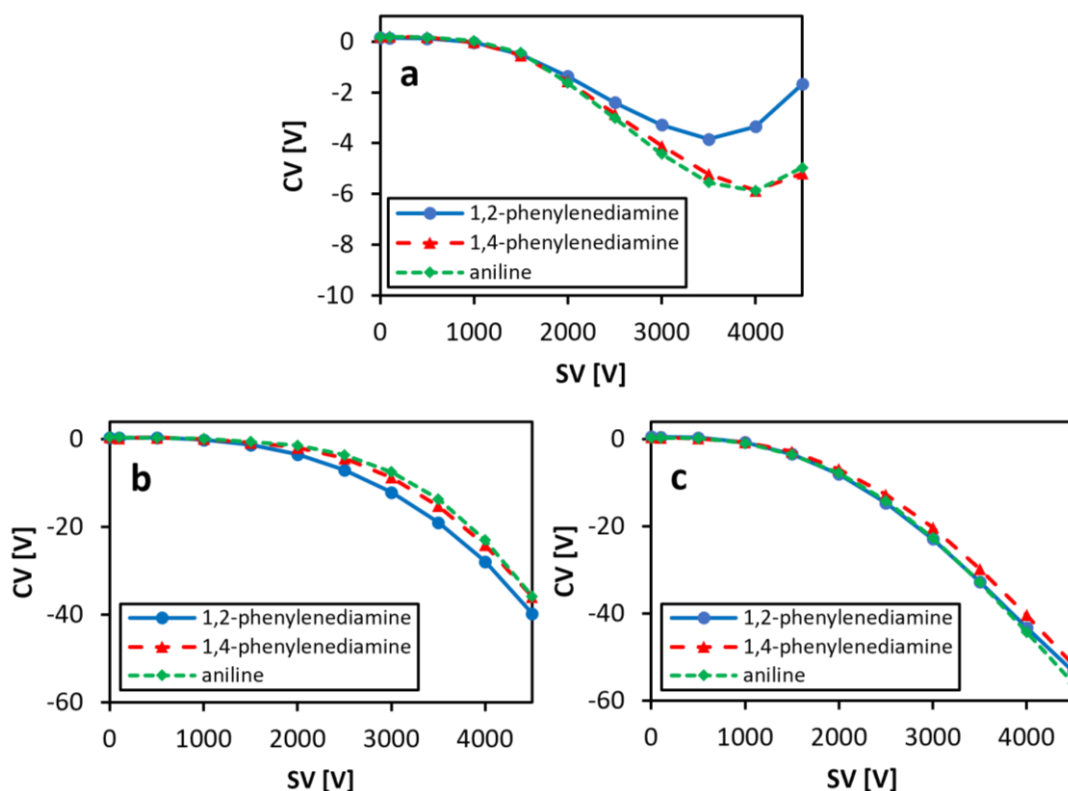 0
-2
-4
-6
-8
-10
CV [V]
a
1,2-phenylenediamine
1,4-phenylenediamine
aniline
0 1000 2000 3000 4000
SV [V]
0
-20
-40
-60
CV [V]
b
1,2-phenylenediamine
1,4-phenylenediamine
aniline
0 1000 2000 3000 4000
SV [V]
0
-20
-40
-60
CV [V]
c
1,2-phenylenediamine
1,4-phenylenediamine
aniline
0 1000 2000 3000 4000
SV [V]